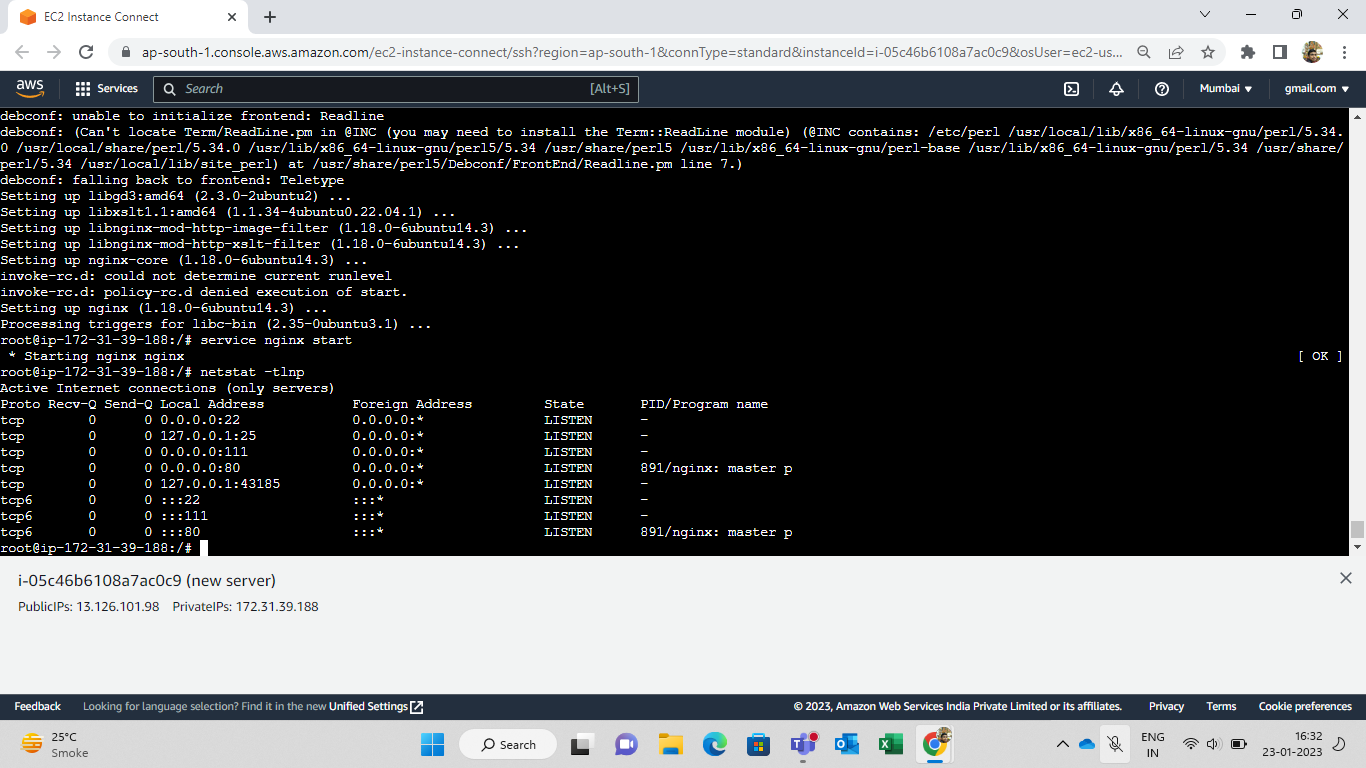 EC2 Instance Connect
ap-south-1.console.aws.amazon.com/ec2-instance-connect/ssh?region=ap-south-1&connType=standard&instanceId=i-05c46b6108a7ac0c9&osUser=ec2-us...
aws Services Search [Alt+S] Mumbai gmail.com
debconf: unable to initialize frontend: Readline
debconf: (Can't locate Term/ReadLine.pm in @INC (you may need to install the Term::ReadLine module) (@INC contains: /etc/perl /usr/local/lib/x86_64-linux-gnu/perl/5.34.
0 /usr/local/share/perl/5.34.0 /usr/lib/x86_64-linux-gnu/perl5/5.34 /usr/share/perl5 /usr/lib/x86_64-linux-gnu/perl-base /usr/lib/x86_64-linux-gnu/perl/5.34 /usr/share/
perl/5.34 /usr/local/lib/site_perl) at /usr/share/perl5/Debconf/FrontEnd/Readline.pm line 7.)
debconf: falling back to frontend: Teletype
Setting up libgd3:amd64 (2.3.0-2ubuntu2) ...
Setting up libxslt1.1:amd64 (1.1.34-4ubuntu0.22.04.1) ...
Setting up libnginx-mod-http-image-filter (1.18.0-6ubuntu14.3) ...
Setting up libnginx-mod-http-xslt-filter (1.18.0-6ubuntu14.3) ...
Setting up nginx-core (1.18.0-6ubuntu14.3) ...
invoke-rc.d: could not determine current runlevel
invoke-rc.d: policy-rc.d denied execution of start.
Setting up nginx (1.18.0-6ubuntu14.3) ...
Processing triggers for libc-bin (2.35-0ubuntu3.1) ...
root@ip-172-31-39-188:/# service nginx start
* Starting nginx nginx [ OK ]
root@ip-172-31-39-188:/# netstat -tlnp
Active Internet connections (only servers)
Proto Recv-Q Send-Q Local Address Foreign Address State PID/Program name
tcp 0 0 0.0.0.0:22 0.0.0.0:* LISTEN -
tcp 0 0 127.0.0.1:25 0.0.0.0:* LISTEN -
tcp 0 0 0.0.0.0:111 0.0.0.0:* LISTEN -
tcp 0 0 0.0.0.0:80 0.0.0.0:* LISTEN 891/nginx: master p
tcp 0 0 127.0.0.1:43185 0.0.0.0:* LISTEN -
tcp6 0 0 :::22 :::* LISTEN -
tcp6 0 0 :::111 :::* LISTEN -
tcp6 0 0 :::80 :::* LISTEN 891/nginx: master p
root@ip-172-31-39-188:/#
i-05c46b6108a7ac0c9 (new server)
PublicIPs: 13.126.101.98 PrivateIPs: 172.31.39.188
Feedback Looking for language selection? Find it in the new Unified Settings © 2023, Amazon Web Services India Private Limited or its affiliates. Privacy Terms Cookie preferences
25°C
Smoke
Search
ENG
IN
16:32
23-01-2023